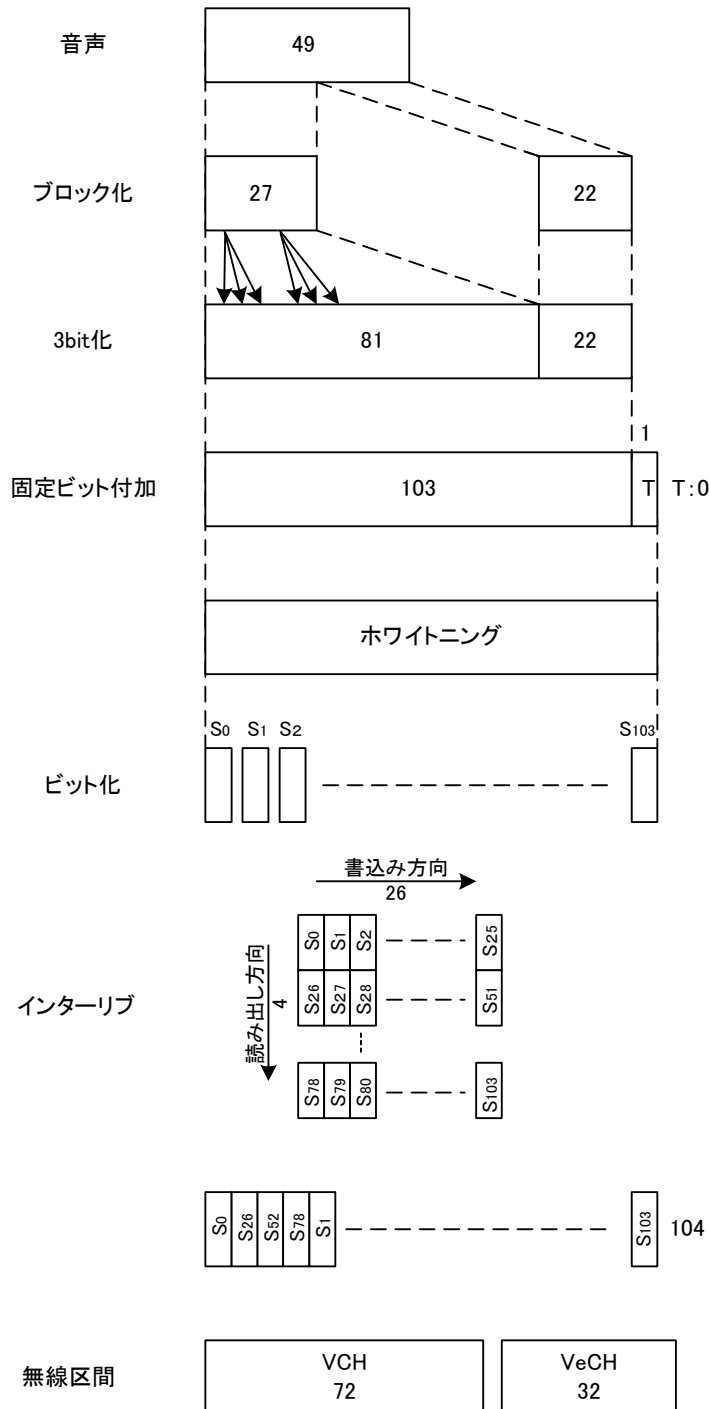 音声
49
ブロック化
27
22
3bit化
81
22
1
固定ビット付加
103
T
T:0
ホワイトニング
S0 S1 S2 S103
ビット化
書込み方向
26
読み出し方向
4
インターリブ
S0 S1 S2 S25
S26 S27 S28 S51
S78 S79 S80 S103
S0 S26 S52 S78 S1 S103
104
無線区間
VCH
72
VeCH
32